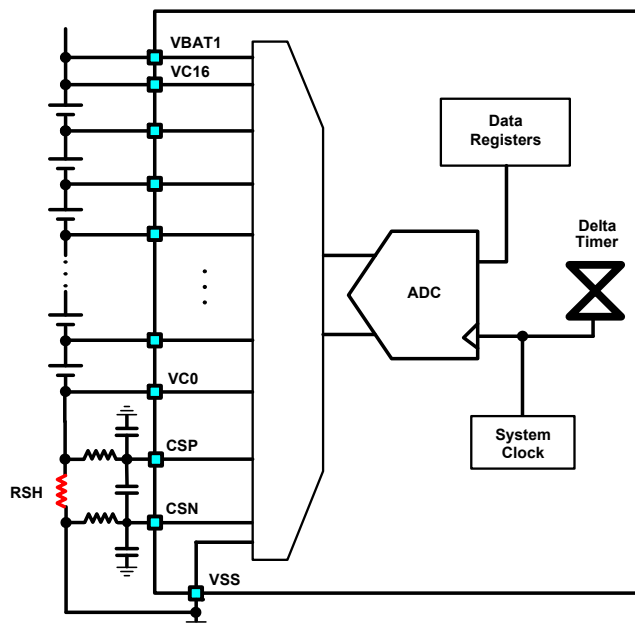 VBAT1
VC16
Data
Registers
Delta
Timer
ADC
VC0
System
Clock
CSP
RSH
CSN
VSS